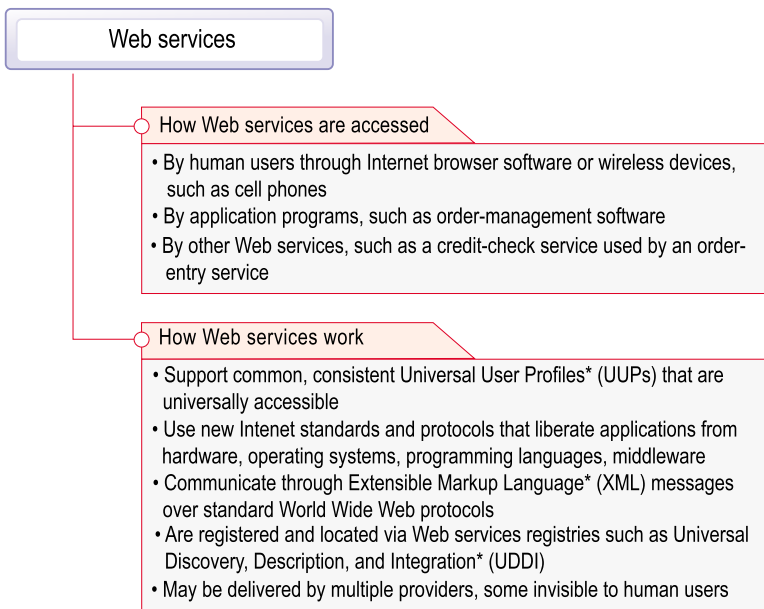 Web services
How Web services are accessed
• By human users through Internet browser software or wireless devices,
such as cell phones
• By application programs, such as order-management software
• By other Web services, such as a credit-check service used by an order-
entry service
How Web services work
• Support common, consistent Universal User Profiles* (UUPs) that are
universally accessible
• Use new Intenet standards and protocols that liberate applications from
hardware, operating systems, programming languages, middleware
• Communicate through Extensible Markup Language* (XML) messages
over standard World Wide Web protocols
• Are registered and located via Web services registries such as Universal
Discovery, Description, and Integration* (UDDI)
• May be delivered by multiple providers, some invisible to human users